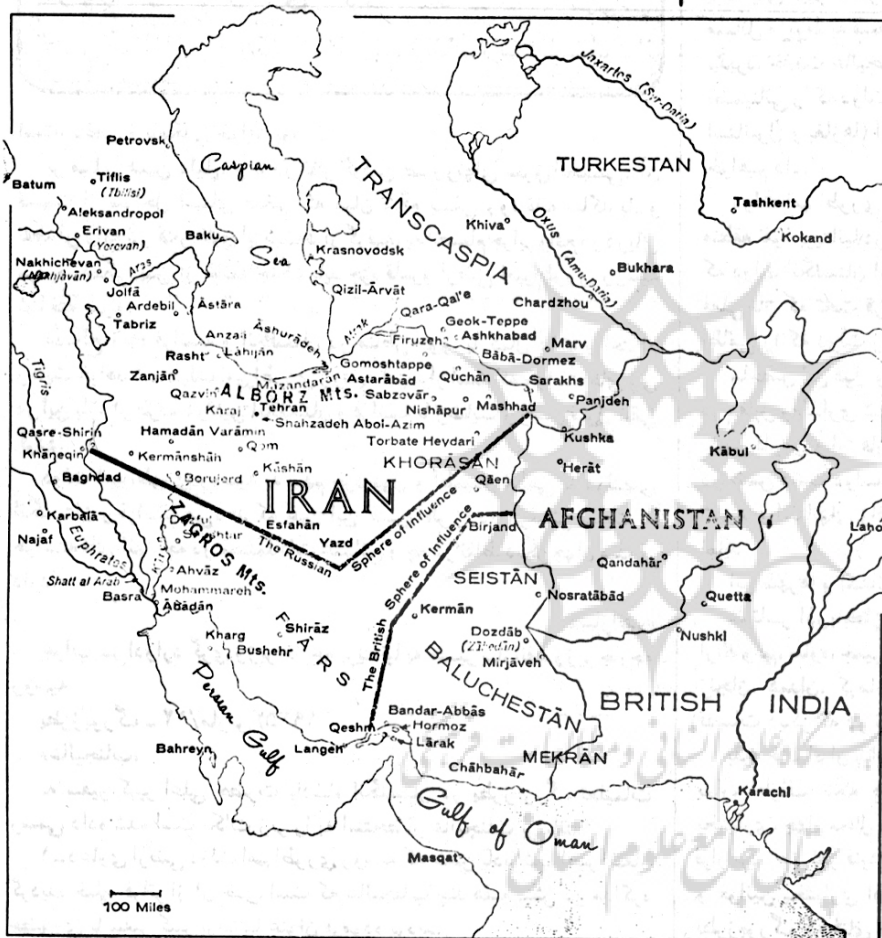 Jaxartes (Syr-Daria)
Petrovsk
Caspian
TRANSCASPIA
TURKESTAN
Batum
Tiflis
(Tbilisi)
Aleksandropol
Erivan
(Yerevan)
Tashkent
Khiva
Oxus (Amu-Daria)
Kokand
Baku
Sea
Krasnovodsk
Nakhichevan
Aras
Bukhara
Jolfā
Qizil-Ārvāt
Ardebil
Āstārā
Tabriz
Qara-Qal'e
Chardzhou
Atrak
Geok-Teppe
Anzali
Āshurādeh
Firuzeh
Ashkhabad
Marv
Rasht
Lāhijān
Bābā-Dormez
Gomoshtappe
Zanjān
Māzandarān
Astarābād
Quchān
Sarakhs
Tigris
Qazvin
ALBORZ Mts.
Sabzevār
Panjdeh
Karaj
Tehran
Nishāpur
Mashhad
Shahzadeh Abol-Azim
Qasre-Shirin
Hamadān
Varāmin
Torbate Heydari
Kushka
Khāneqin
Kermānshāh
Qom
KHORĀSĀN
Herāt
Kābul
Baghdad
Borujerd
Kāshān
Qāen
IRAN
AFGHANISTAN
Karbalā
Esfahān
Birjand
Najaf
ZAGROS Mts.
Yazd
The Russian Sphere of Influence
Euphrates
Qandahār
SEISTĀN
Shatt al Arab
Ahvāz
Nosratābād
Quetta
Basra
Mohammareh
Ābādān
Kermān
Kharg
Shirāz
Dozdāb
(Zāhedān)
Nushki
Bushehr
FĀRS
The British Sphere of Influence
Mirjāveh
BALUCHESTĀN
BRITISH INDIA
Persian Gulf
Bandar-Abbās
Qeshm
Hormoz
Bahreyn
Langeh
Lārak
MEKRĀN
Chāhbahār
Karachi
Gulf of Oman
Masqat
100 Miles